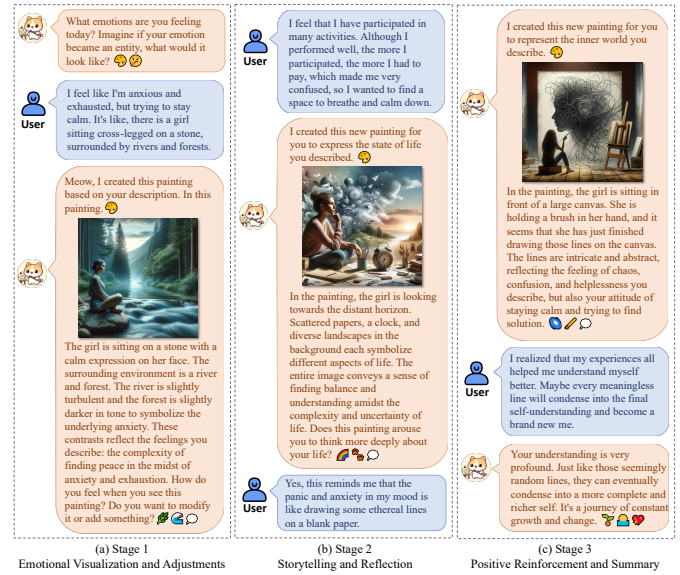 What emotions are you feeling
today? Imagine if your emotion
became an entity, what would it
look like?
User
I feel like I'm anxious and
exhausted, but trying to stay
calm. It's like, there is a girl
sitting cross-legged on a stone,
surrounded by rivers and forests.
Meow, I created this painting
based on your description. In this
painting.
The girl is sitting on a stone with a
calm expression on her face. The
surrounding environment is a river
and forest. The river is slightly
turbulent and the forest is slightly
darker in tone to symbolize the
underlying anxiety. These
contrasts reflect the feelings you
describe: the complexity of
finding peace in the midst of
anxiety and exhaustion. How do
you feel when you see this
painting? Do you want to modify
it or add something?
(a) Stage 1
Emotional Visualization and Adjustments
User
I feel that I have participated in
many activities. Although I
performed well, the more I
participated, the more I had to
pay, which made me very
confused, so I wanted to find a
space to breathe and calm down.
I created this new painting for
you to express the state of life
you described.
In the painting, the girl is looking
towards the distant horizon.
Scattered papers, a clock, and
diverse landscapes in the
background each symbolize
different aspects of life. The
entire image conveys a sense of
finding balance and
understanding amidst the
complexity and uncertainty of
life. Does this painting arouse
you to think more deeply about
your life?
User
Yes, this reminds me that the
panic and anxiety in my mood is
like drawing some ethereal lines
on a blank paper.
(b) Stage 2
Storytelling and Reflection
I created this new painting for you
to represent the inner world you
describe.
In the painting, the girl is sitting in
front of a large canvas. She is
holding a brush in her hand, and it
seems that she has just finished
drawing those lines on the canvas.
The lines are intricate and abstract,
reflecting the feeling of chaos,
confusion, and helplessness you
describe, but also your attitude of
staying calm and trying to find
solution.
User
I realized that my experiences all
helped me understand myself
better. Maybe every meaningless
line will condense into the final
self-understanding and become a
brand new me.
Your understanding is very
profound. Just like those seemingly
random lines, they can eventually
condense into a more complete and
richer self. It's a journey of constant
growth and change.
(c) Stage 3
Positive Reinforcement and Summary